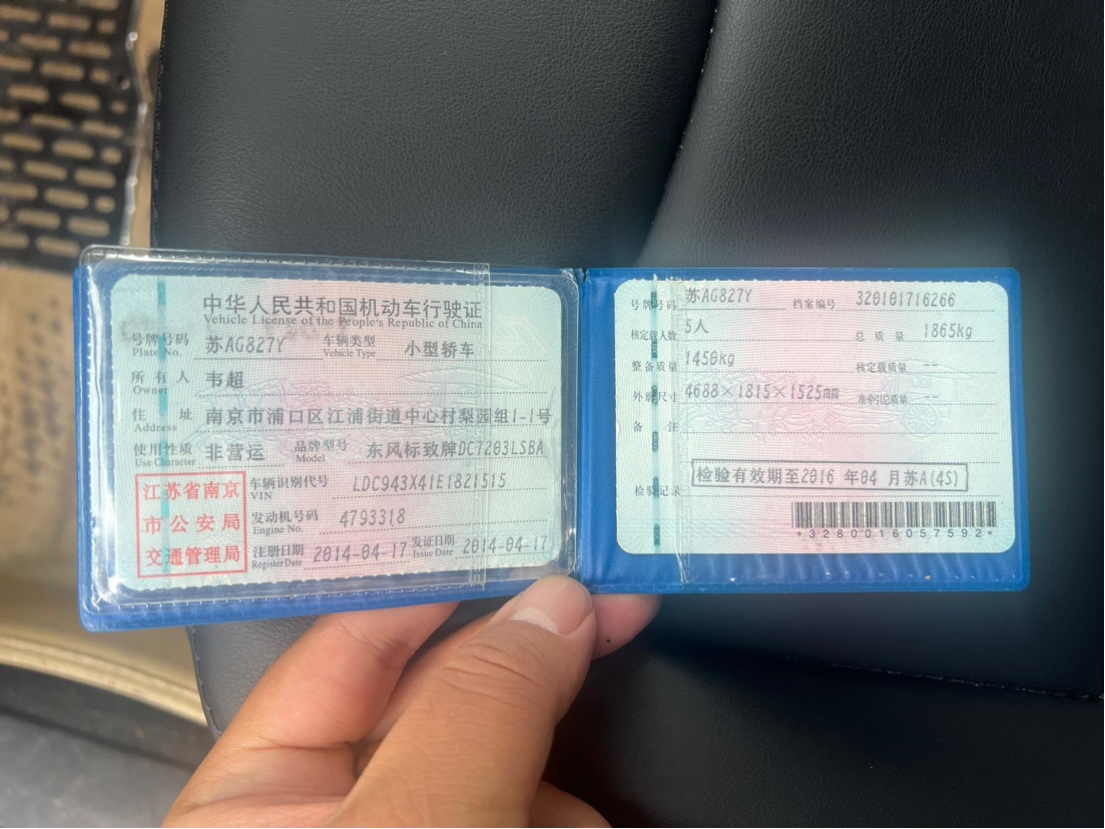 中华人民共和国机动车行驶证
Vehicle License of the People's Republic of China
号牌号码 苏AG827Y 车辆类型 小型轿车
Plate No. Vehicle Type
所有人 韦超
Owner
住址 南京市浦口区江浦街道中心村梨园组1-1号
Address
使用性质 非营运 品牌型号 东风标致牌DC7203LSBA
Use Character Model
江苏省南京
市公安局
交通管理局
车辆识别代号 LDC943X41E1821515
VIN
发动机号码 4793318
Engine No.
注册日期 2014-04-17 发证日期 2014-04-17
Register Date Issue Date
号牌号码 苏AG827Y 档案编号 320101716266
核定载人数 5人 总质量 1865kg
整备质量 1450kg 核定载质量 --
外廓尺寸 4688×1815×1525mm 准牵引总质量 --
备注
检验记录 检验有效期至2016年04月苏A(4S)
*3280016057592*